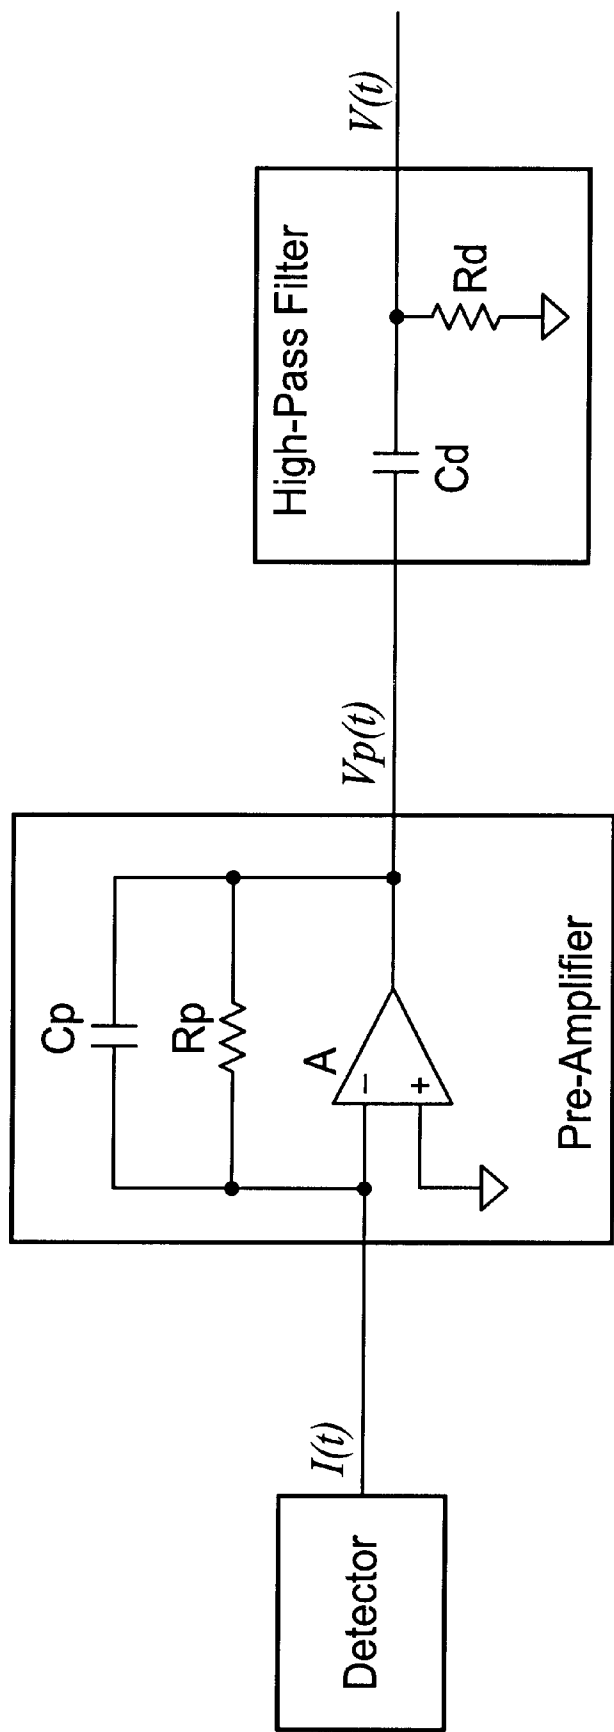 Detector
I(t)
Cp
Rp
A
−
+
Pre-Amplifier
Vp(t)
High-Pass Filter
Cd
Rd
V(t)